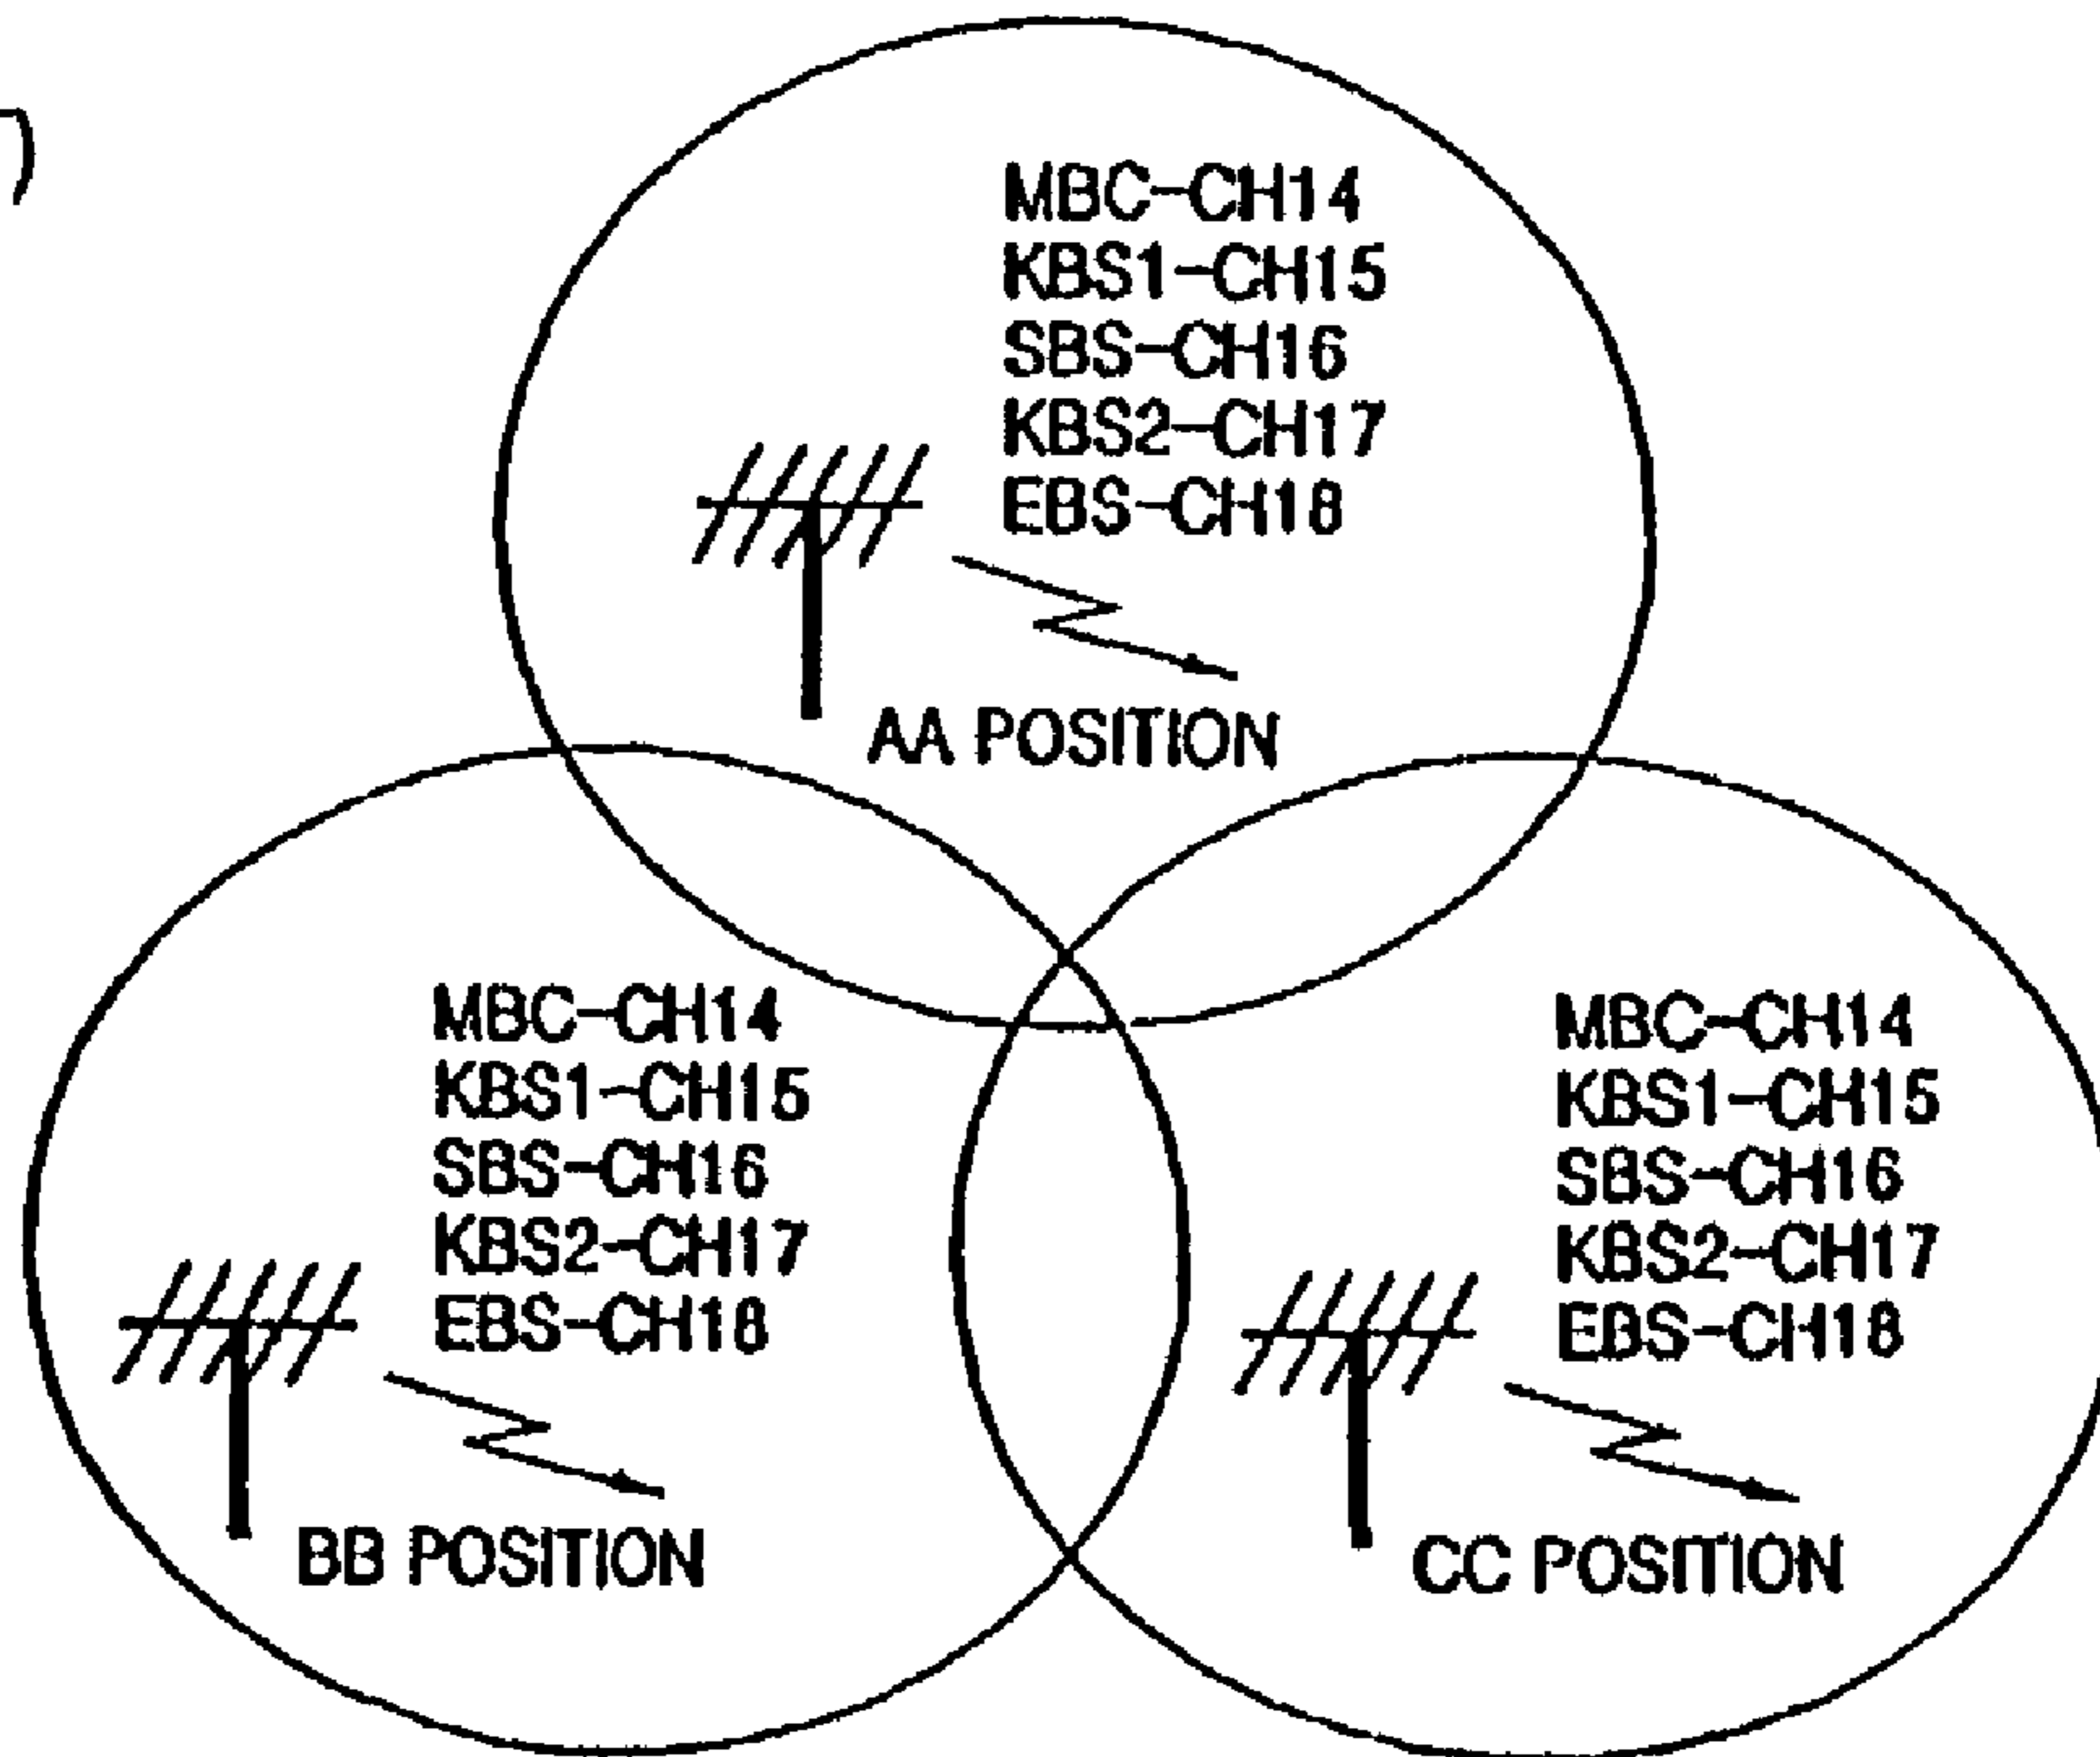 MBC-CH14
KBS1-CH15
SBS-CH16
KBS2-CH17
EBS-CH18
AA POSITION
MBC-CH14
KBS1-CH15
SBS-CH16
KBS2-CH17
EBS-CH18
BB POSITION
MBC-CH14
KBS1-CH15
SBS-CH16
KBS2-CH17
EBS-CH18
CC POSITION